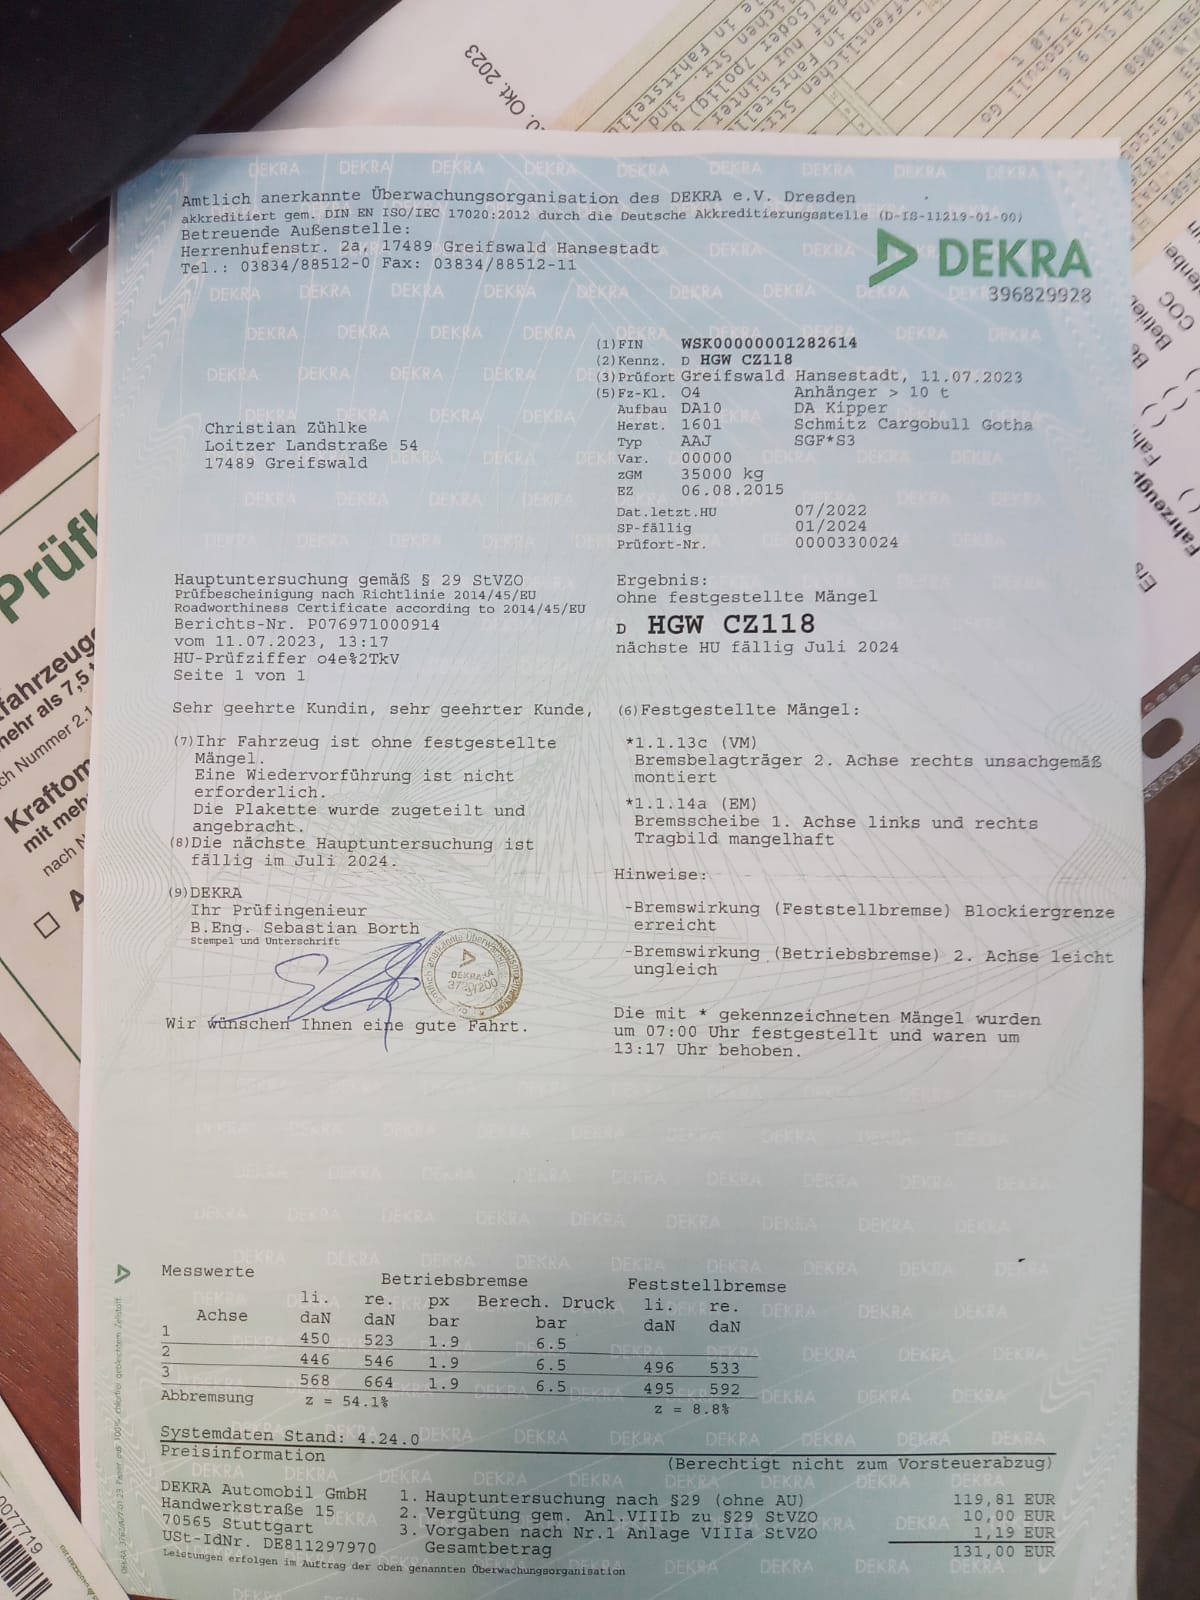 0. Okt. 2023
Amtlich anerkannte Überwachungsorganisation des DEKRA e.V. Dresden
akkreditiert gem. DIN EN ISO/IEC 17020:2012 durch die Deutsche Akkreditierungsstelle (D-IS-11219-01-00)
Betreuende Außenstelle:
Herrenhufenstr. 2a, 17489 Greifswald Hansestadt
Tel.: 03834/88512-0 Fax: 03834/88512-11
DEKRA
396829928
(1)FIN WSK00000001282614
(2)Kennz. D HGW CZ118
(3)Prüfort Greifswald Hansestadt, 11.07.2023
(5)Fz-Kl. O4 Anhänger > 10 t
Aufbau DA10 DA Kipper
Herst. 1601 Schmitz Cargobull Gotha
Typ AAJ SGF*S3
Var. 00000
zGM 35000 kg
EZ 06.08.2015
Dat.letzt.HU 07/2022
SP-fällig 01/2024
Prüfort-Nr. 0000330024
Christian Zühlke
Loitzer Landstraße 54
17489 Greifswald
Hauptuntersuchung gemäß § 29 StVZO
Prüfbescheinigung nach Richtlinie 2014/45/EU
Roadworthiness Certificate according to 2014/45/EU
Berichts-Nr. P076971000914
vom 11.07.2023, 13:17
HU-Prüfziffer o4e%2TkV
Seite 1 von 1
Ergebnis:
ohne festgestellte Mängel
D HGW CZ118
nächste HU fällig Juli 2024
Sehr geehrte Kundin, sehr geehrter Kunde,
(7)Ihr Fahrzeug ist ohne festgestellte
Mängel.
Eine Wiedervorführung ist nicht
erforderlich.
Die Plakette wurde zugeteilt und
angebracht.
(8)Die nächste Hauptuntersuchung ist
fällig im Juli 2024.
(9)DEKRA
Ihr Prüfingenieur
B.Eng. Sebastian Borth
Stempel und Unterschrift
Wir wünschen Ihnen eine gute Fahrt.
(6)Festgestellte Mängel:
*1.1.13c (VM)
Bremsbelagträger 2. Achse rechts unsachgemäß
montiert
*1.1.14a (EM)
Bremsscheibe 1. Achse links und rechts
Tragbild mangelhaft
Hinweise:
-Bremswirkung (Feststellbremse) Blockiergrenze
erreicht
-Bremswirkung (Betriebsbremse) 2. Achse leicht
ungleich
Die mit * gekennzeichneten Mängel wurden
um 07:00 Uhr festgestellt und waren um
13:17 Uhr behoben.
Messwerte Betriebsbremse Feststellbremse
li. re. px Berech. Druck li. re.
Achse daN daN bar bar daN daN
1 450 523 1.9 6.5
2 446 546 1.9 6.5 496 533
3 568 664 1.9 6.5 495 592
Abbremsung z = 54.1% z = 8.8%
Systemdaten Stand: 4.24.0
Preisinformation (Berechtigt nicht zum Vorsteuerabzug)
DEKRA Automobil GmbH
Handwerkstraße 15
70565 Stuttgart
USt-IdNr. DE811297970
1. Hauptuntersuchung nach §29 (ohne AU) 119,81 EUR
2. Vergütung gem. Anl.VIIIb zu §29 StVZO 10,00 EUR
3. Vorgaben nach Nr.1 Anlage VIIIa StVZO 1,19 EUR
Gesamtbetrag 131,00 EUR
Leistungen erfolgen im Auftrag der oben genannten Überwachungsorganisation